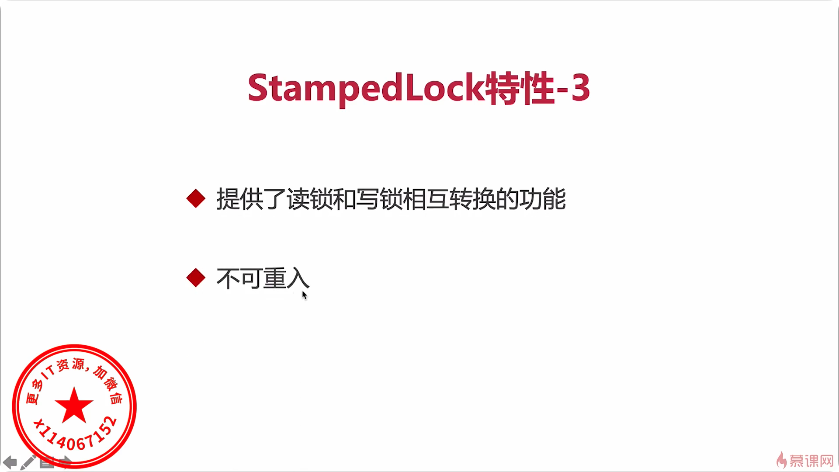 StampedLock特性-3
提供了读锁和写锁相互转换的功能
不可重入
更多IT资源,加微信
x114067152
慕课网